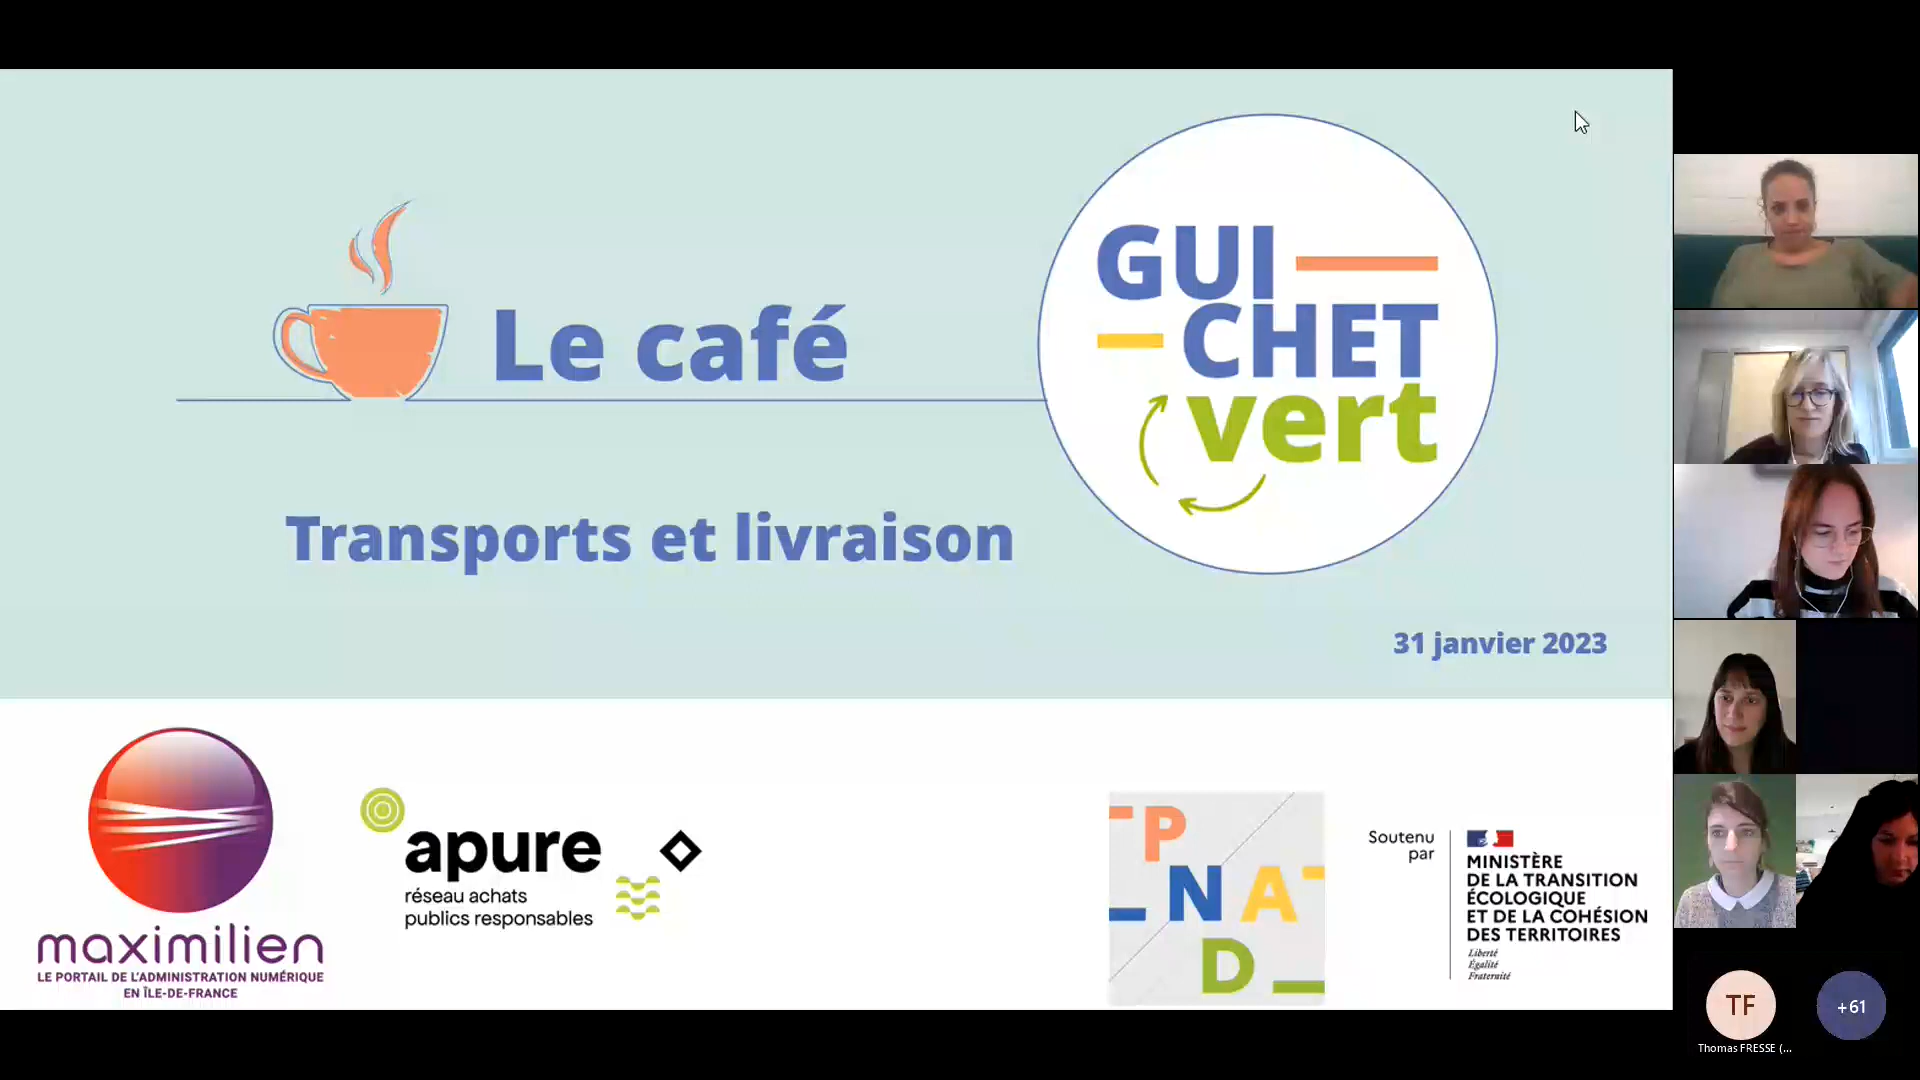 Le café
GUI
CHET
vert
Transports et livraison
31 janvier 2023
maximilien
LE PORTAIL DE L'ADMINISTRATION NUMÉRIQUE
EN ÎLE-DE-FRANCE
apure
réseau achats
publics responsables
P
NA
D
Soutenu
par
MINISTÈRE
DE LA TRANSITION
ÉCOLOGIQUE
ET DE LA COHÉSION
DES TERRITOIRES
Liberté
Égalité
Fraternité
TF
+61
Thomas FRESSE (...